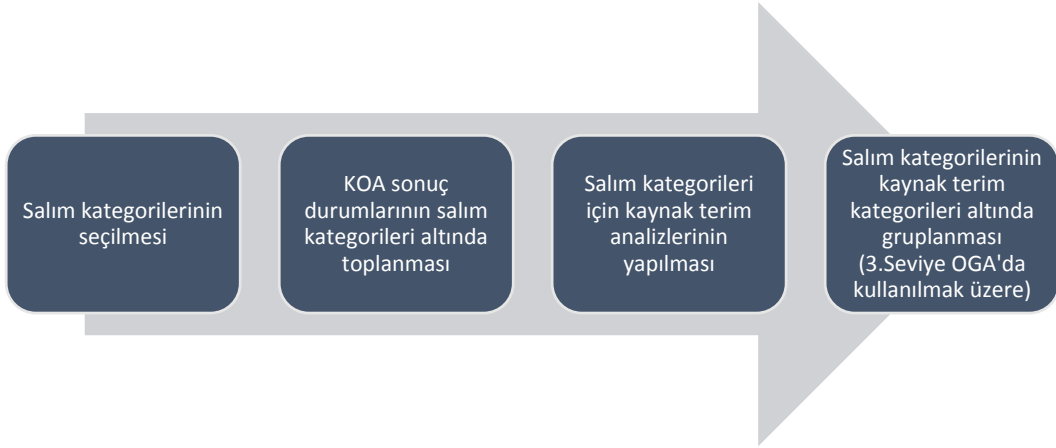 Salım kategorilerinin
seçilmesi
KOA sonuç
durumlarının salım
kategorileri altında
toplanması
Salım kategorileri
için kaynak terim
analizlerinin
yapılması
Salım kategorilerinin
kaynak terim
kategorileri altında
gruplanması
(3.Seviye OGA'da
kullanılmak üzere)